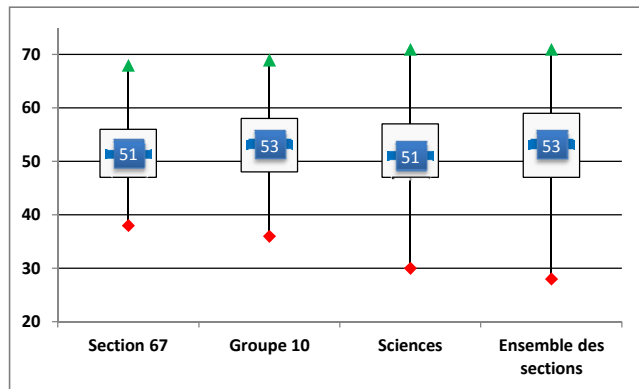 70
60
50
40
30
20
51
53
51
53
Section 67
Groupe 10
Sciences
Ensemble des
sections